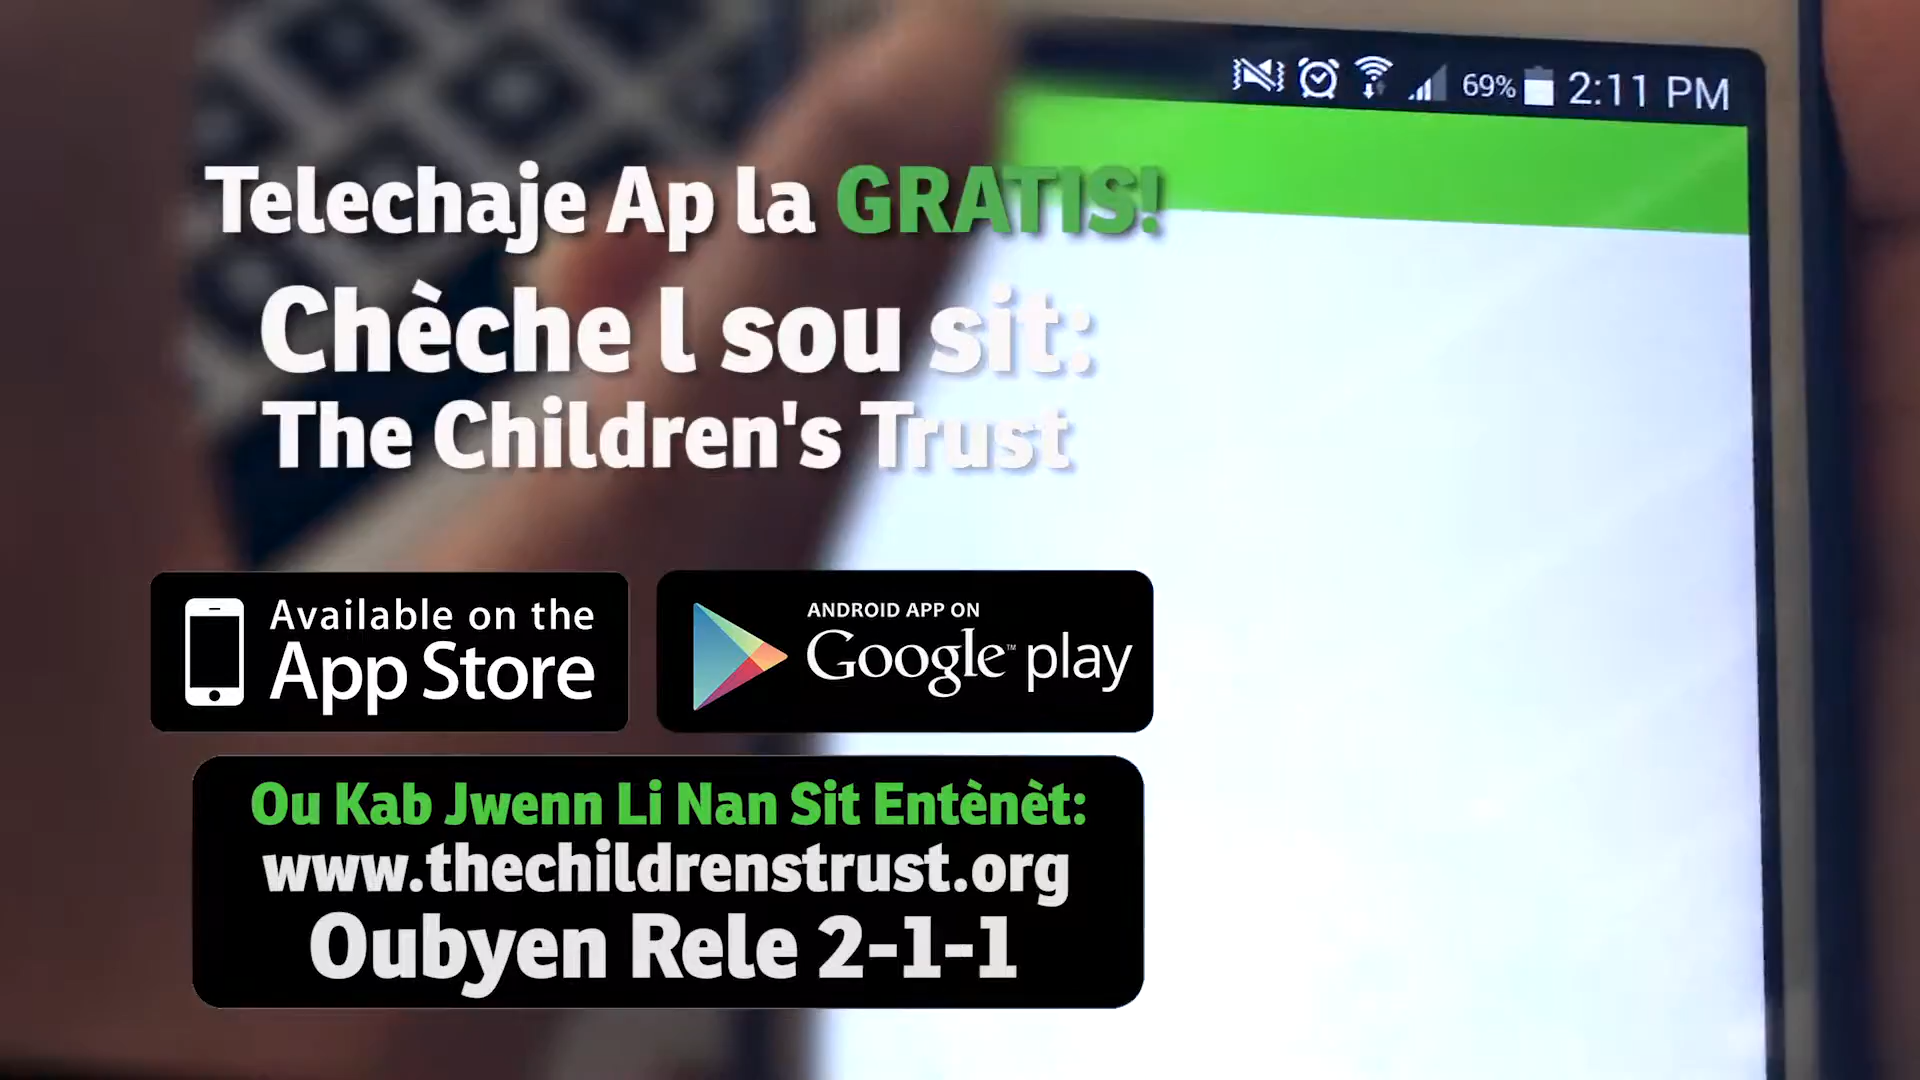 69% 2:11 PM
Telechaje Ap la GRATIS!
Chèche l sou sit:
The Children's Trust
Available on the
App Store
ANDROID APP ON
Google™ play
Ou Kab Jwenn Li Nan Sit Entènèt:
www.thechildrenstrust.org
Oubyen Rele 2-1-1